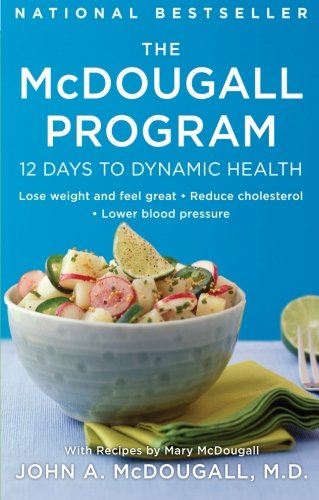 NATIONAL BESTSELLER
THE
McDOUGALL
PROGRAM
12 DAYS TO DYNAMIC HEALTH
Lose weight and feel great • Reduce cholesterol
• Lower blood pressure
With Recipes by Mary McDougall
JOHN A. McDOUGALL, M.D.